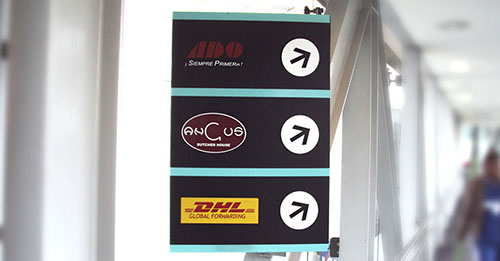 ADO
¡SIEMPRE PRIMERA!
ANGUS
BUTCHER HOUSE
DHL
GLOBAL FORWARDING